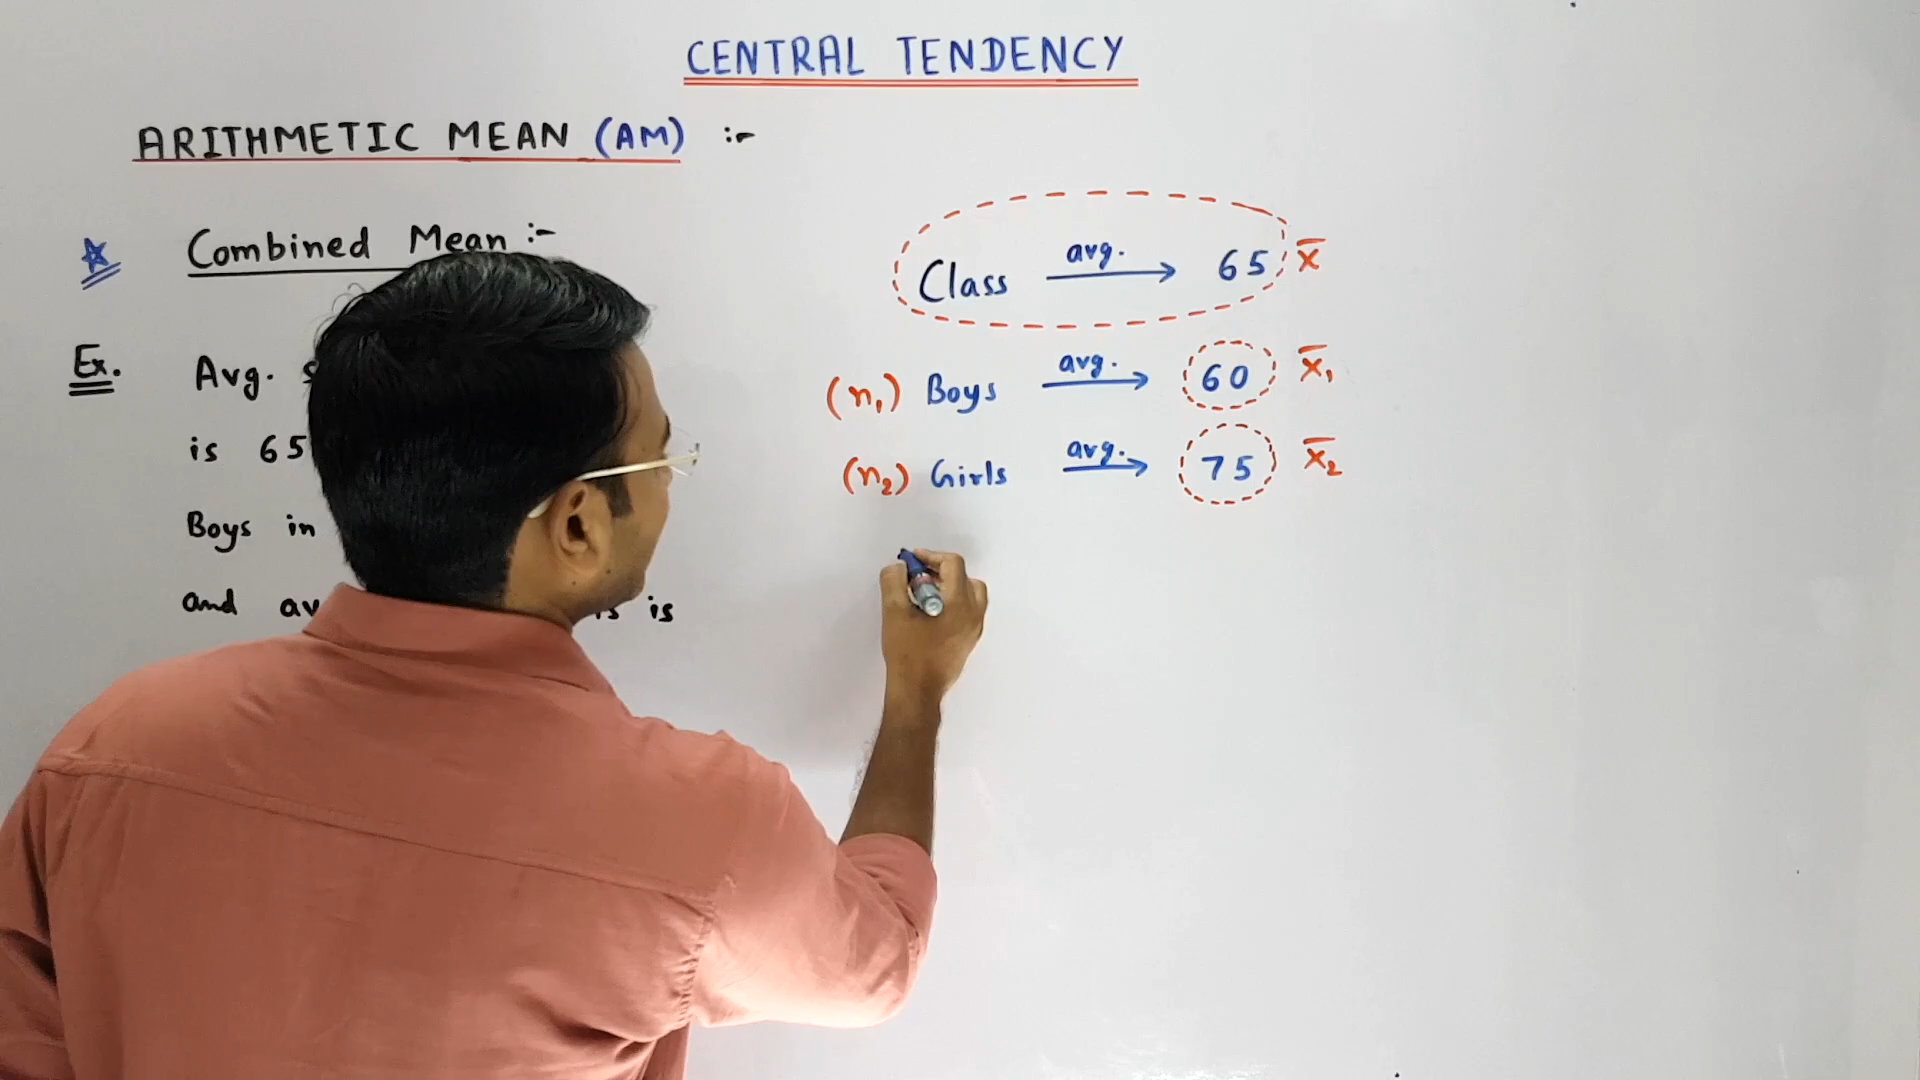 CENTRAL TENDENCY
ARITHMETIC MEAN (AM) :-
☆ Combined Mean :-
Ex. Avg.
is 65
Boys in
and is
Class avg. → 65 x̄
(n₁) Boys avg. → 60 x̄₁
(n₂) Girls avg. → 75 x̄₂